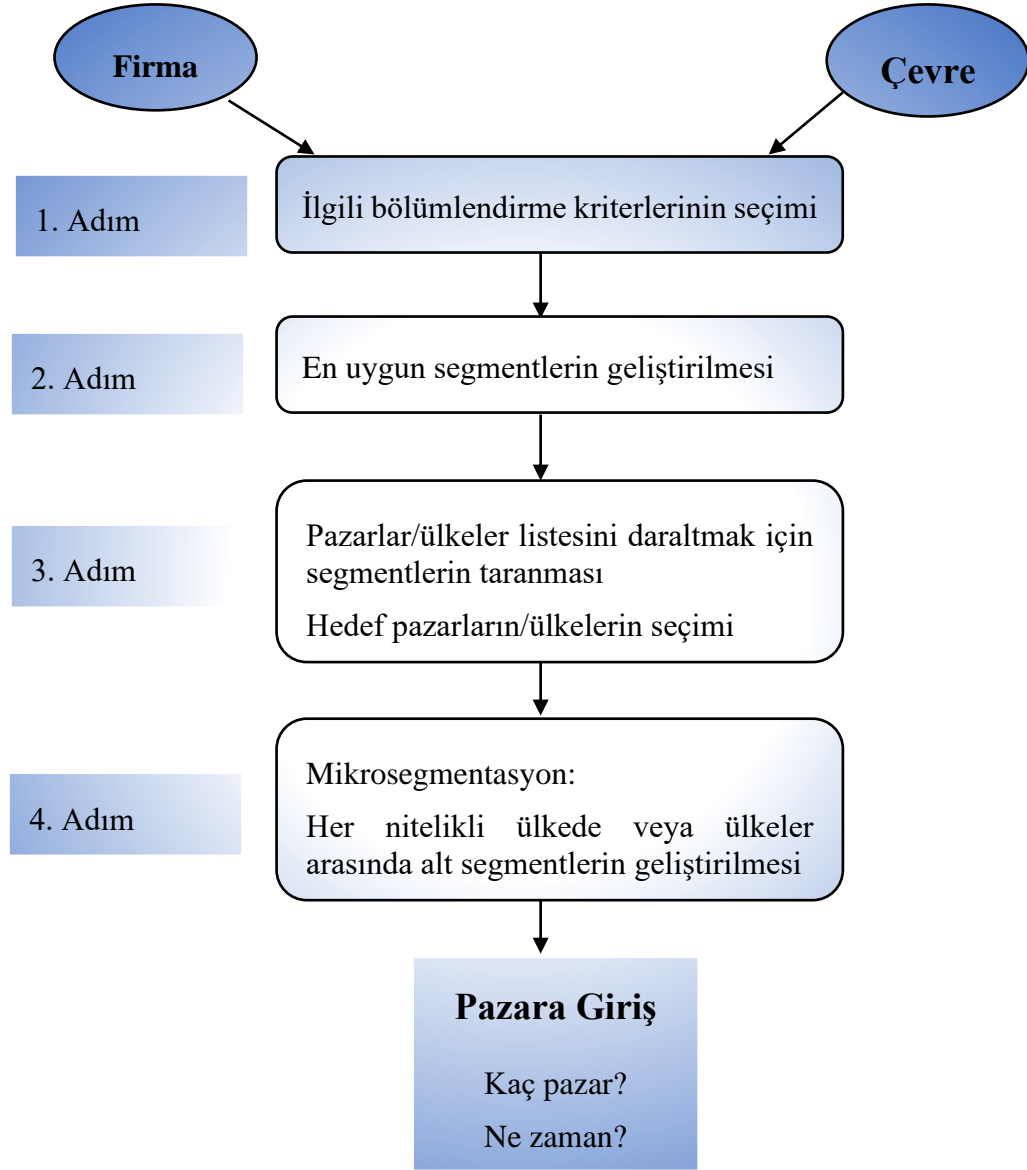 Firma
Çevre
1. Adım
İlgili bölümlendirme kriterlerinin seçimi
2. Adım
En uygun segmentlerin geliştirilmesi
3. Adım
Pazarlar/ülkeler listesini daraltmak için
segmentlerin taranması
Hedef pazarların/ülkelerin seçimi
4. Adım
Mikrosegmentasyon:
Her nitelikli ülkede veya ülkeler
arasında alt segmentlerin geliştirilmesi
Pazara Giriş
Kaç pazar?
Ne zaman?